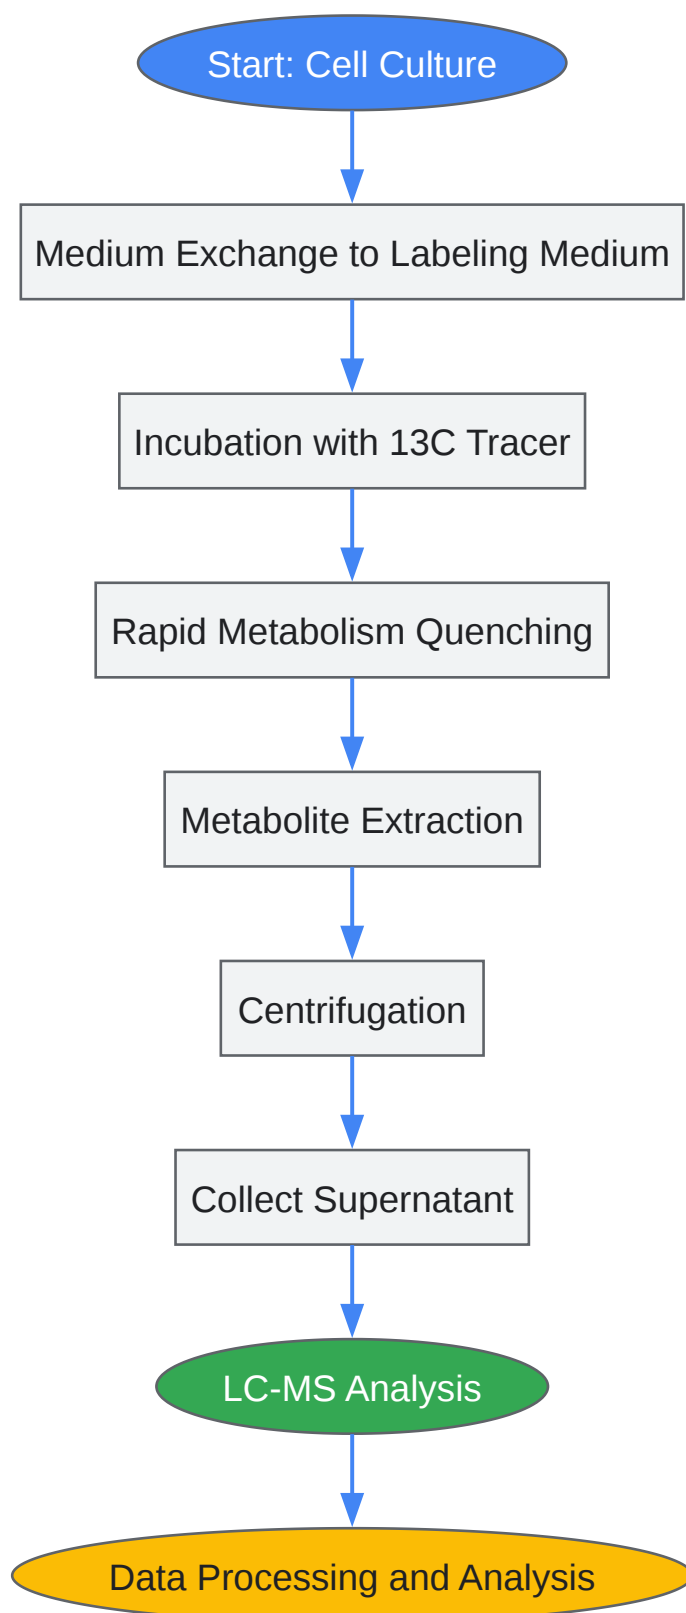 Start: Cell Culture
Medium Exchange to Labeling Medium
Incubation with 13C Tracer
Rapid Metabolism Quenching
Metabolite Extraction
Centrifugation
Collect Supernatant
LC-MS Analysis
Data Processing and Analysis